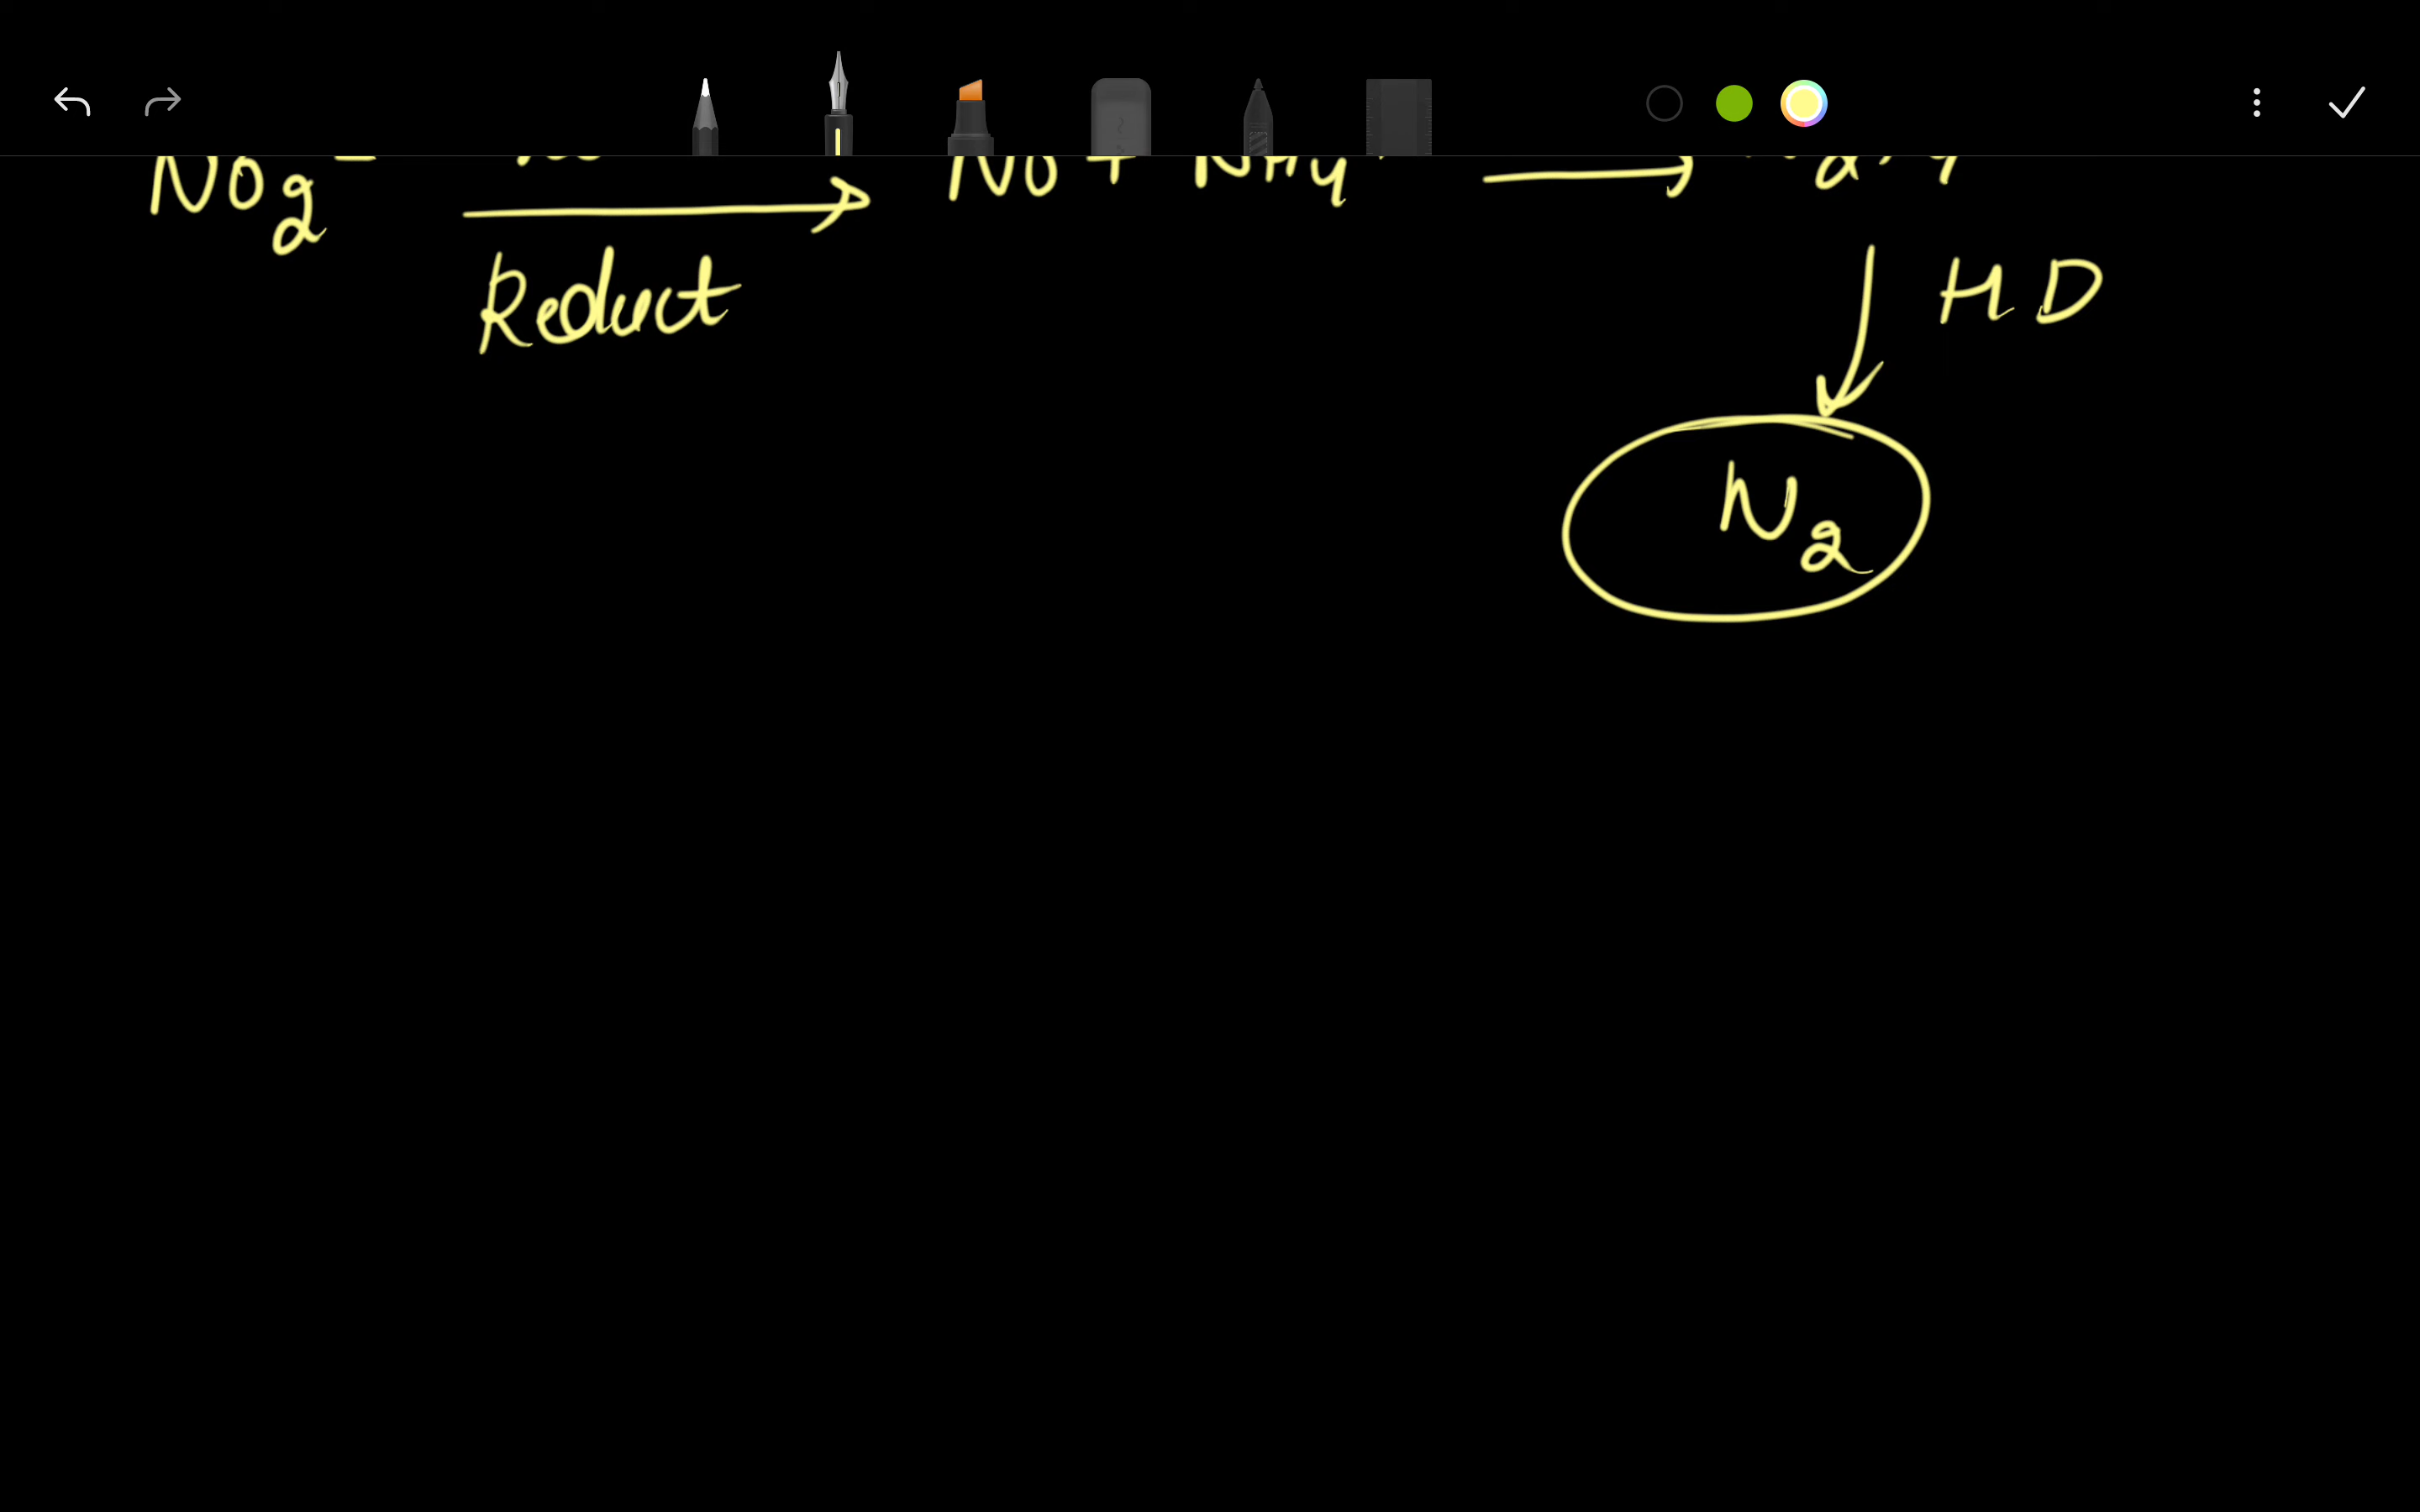 No2- → No + NH4 →
Reduct
HD
N2